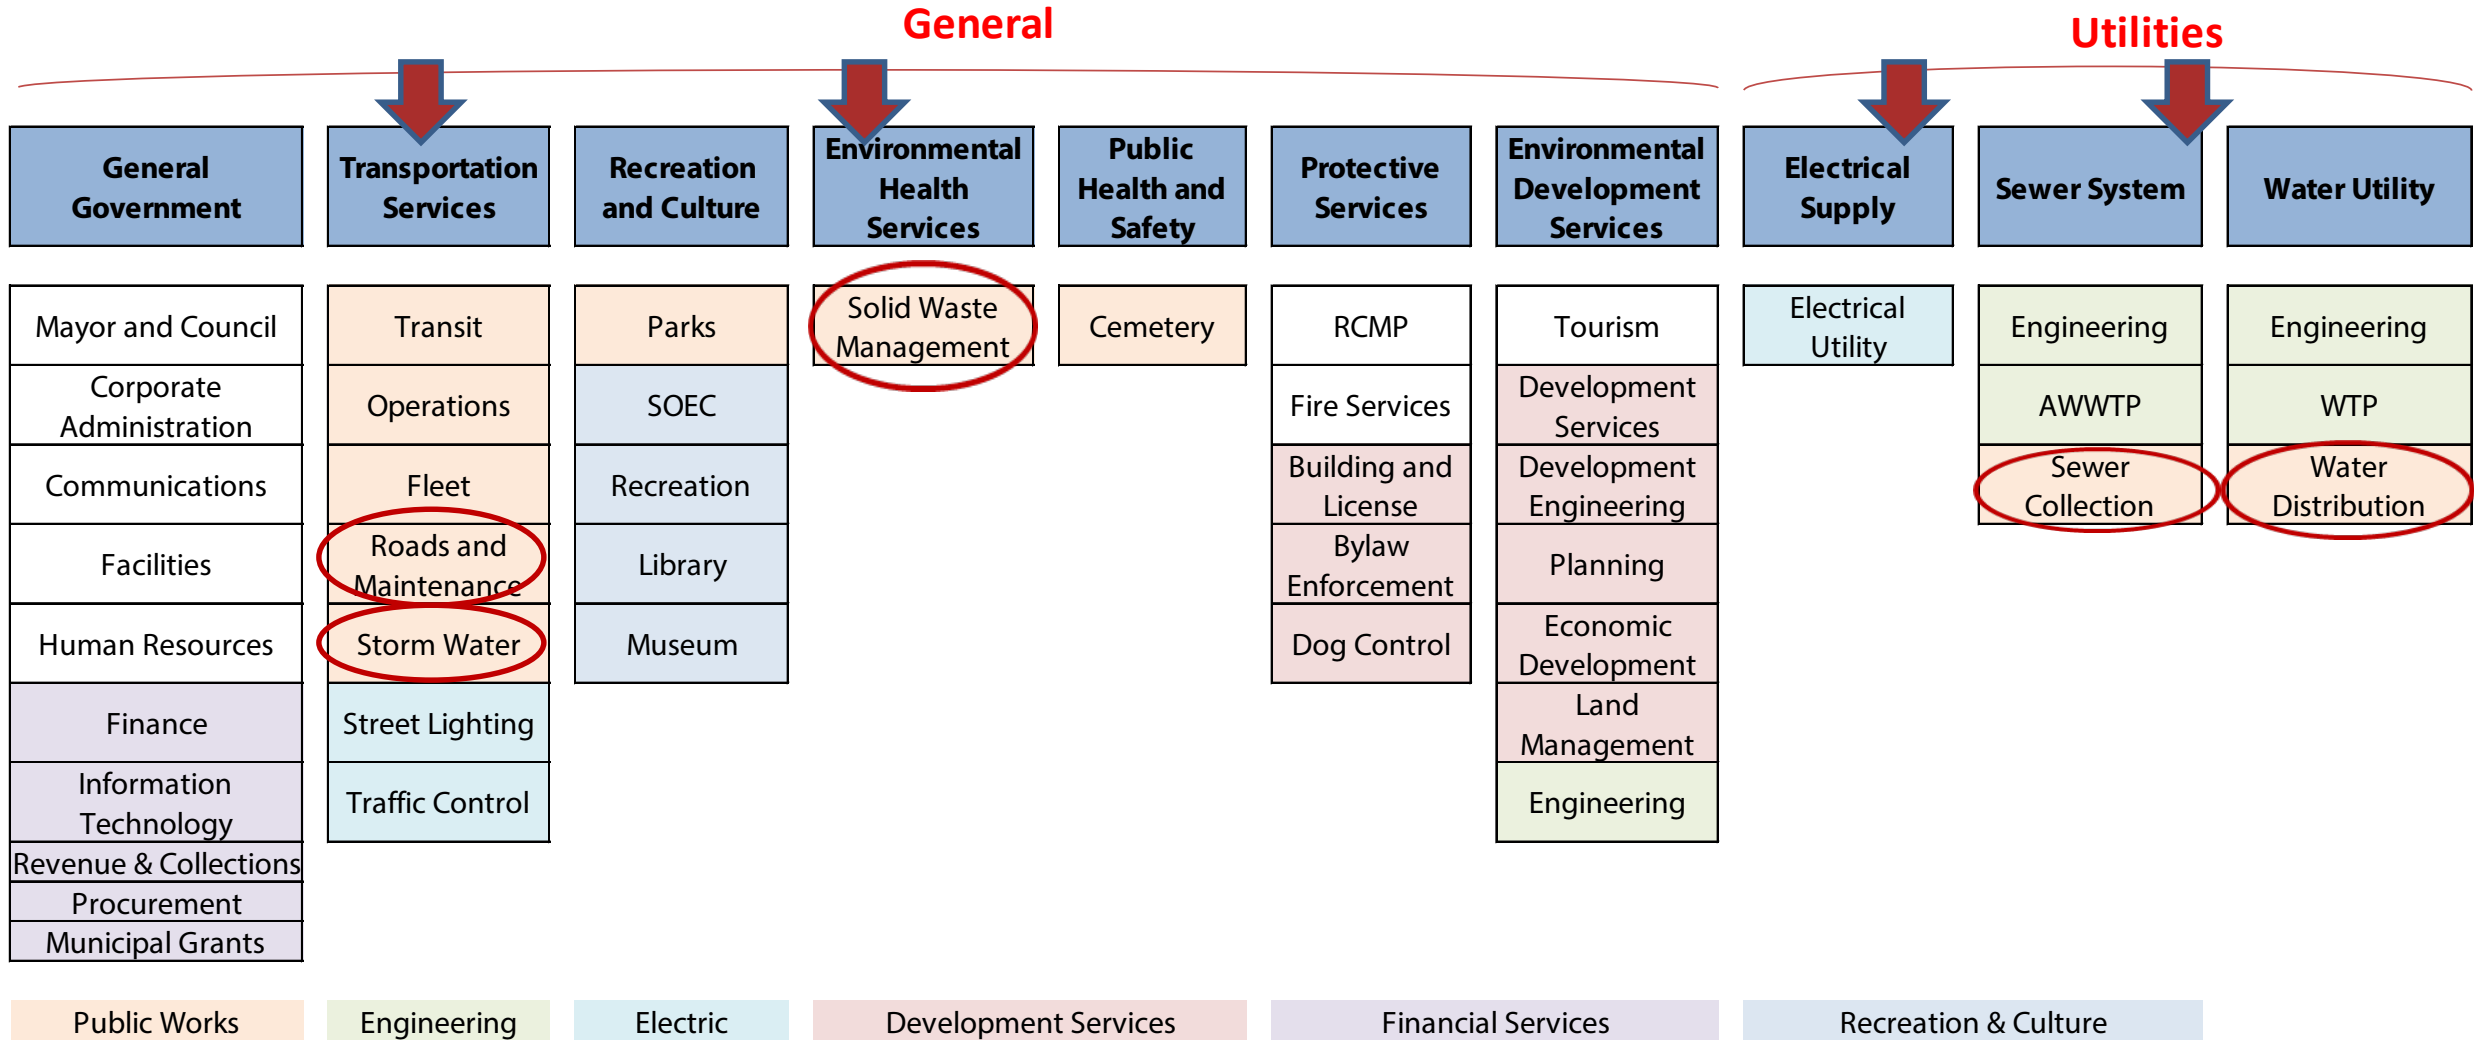 General
Utilities
General
Government
Transportation
Services
Recreation
and Culture
Environmental
Health
Services
Public
Health and
Safety
Protective
Services
Environmental
Development
Services
Electrical
Supply
Sewer System
Water Utility
Mayor and Council
Corporate
Administration
Communications
Facilities
Human Resources
Finance
Information
Technology
Revenue & Collections
Procurement
Municipal Grants
Transit
Operations
Fleet
Roads and
Maintenance
Storm Water
Street Lighting
Traffic Control
Parks
SOEC
Recreation
Library
Museum
Solid Waste
Management
Cemetery
RCMP
Fire Services
Building and
License
Bylaw
Enforcement
Dog Control
Tourism
Development
Services
Development
Engineering
Planning
Economic
Development
Land
Management
Engineering
Electrical
Utility
Engineering
AWWTP
Sewer
Collection
Engineering
WTP
Water
Distribution
Public Works
Engineering
Electric
Development Services
Financial Services
Recreation & Culture